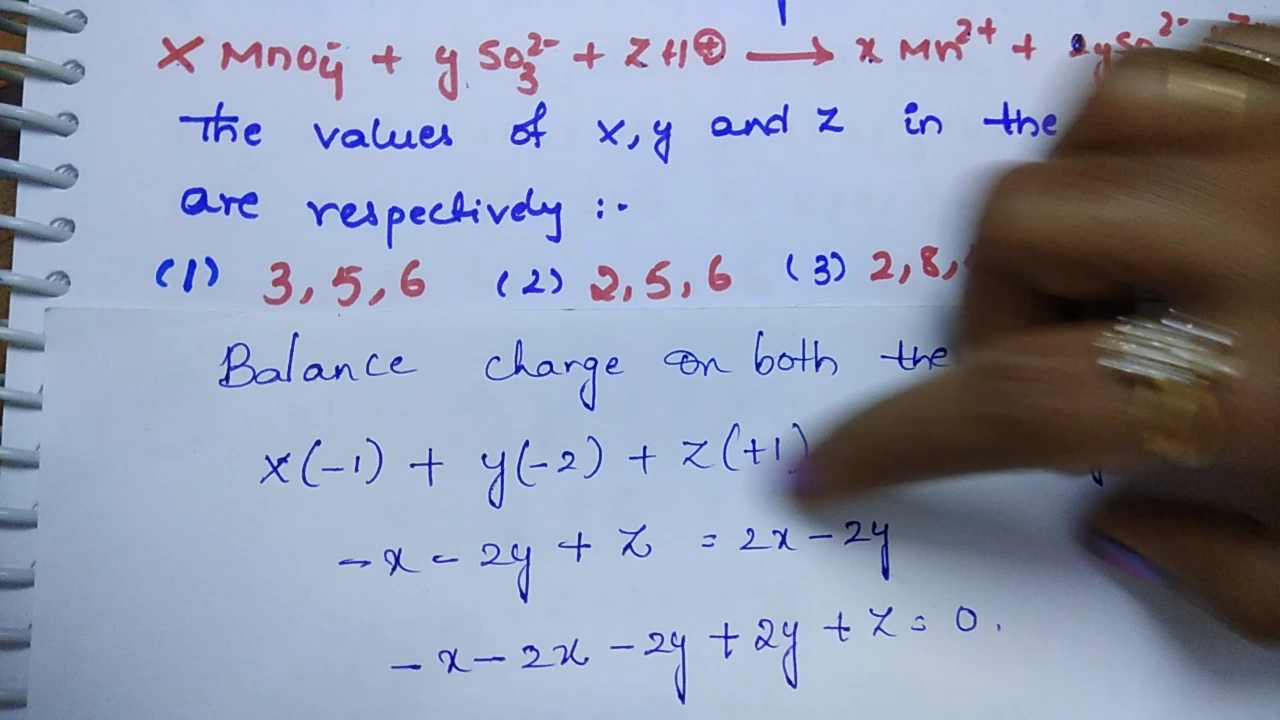 x MnO₄⁻ + y SO₃²⁻ + zH⊕ → x Mn²⁺ +
The values of x, y and z in the
are respectively :-
(1) 3, 5, 6 (2) 2, 5, 6 (3) 2, 8,
Balance charge on both the
x(-1) + y(-2) + z(+1)
-x - 2y + z = 2x - 2y
-x - 2x - 2y + 2y + z = 0.